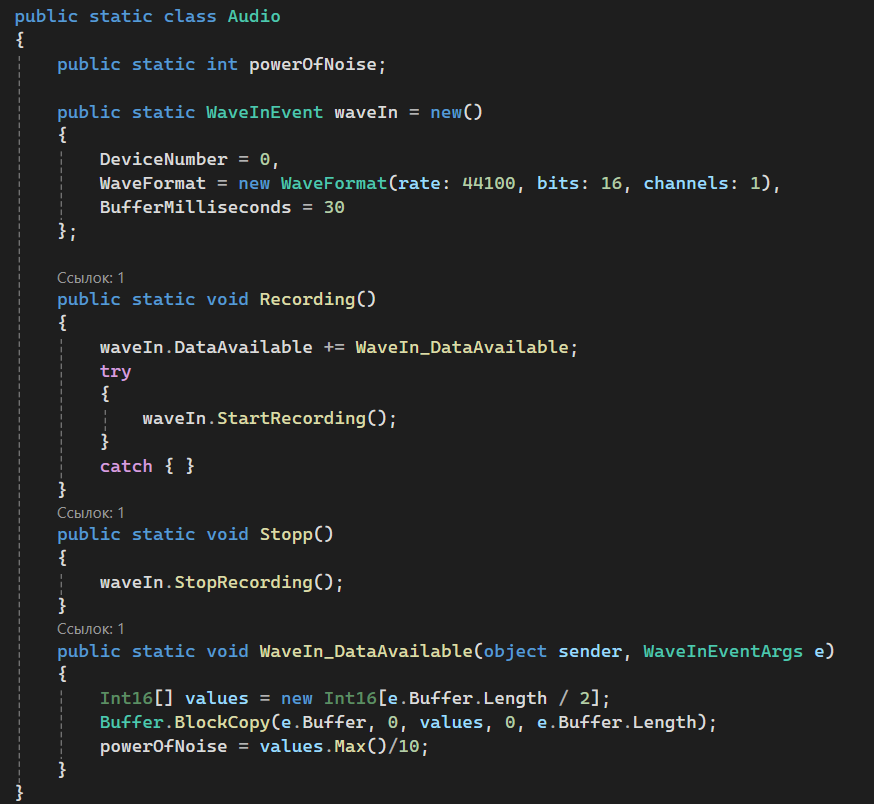 public static class Audio
{
public static int powerOfNoise;
public static WaveInEvent waveIn = new()
{
DeviceNumber = 0,
WaveFormat = new WaveFormat(rate: 44100, bits: 16, channels: 1),
BufferMilliseconds = 30
};
Ссылок: 1
public static void Recording()
{
waveIn.DataAvailable += WaveIn_DataAvailable;
try
{
waveIn.StartRecording();
}
catch { }
}
Ссылок: 1
public static void Stopp()
{
waveIn.StopRecording();
}
Ссылок: 1
public static void WaveIn_DataAvailable(object sender, WaveInEventArgs e)
{
Int16[] values = new Int16[e.Buffer.Length / 2];
Buffer.BlockCopy(e.Buffer, 0, values, 0, e.Buffer.Length);
powerOfNoise = values.Max()/10;
}
}